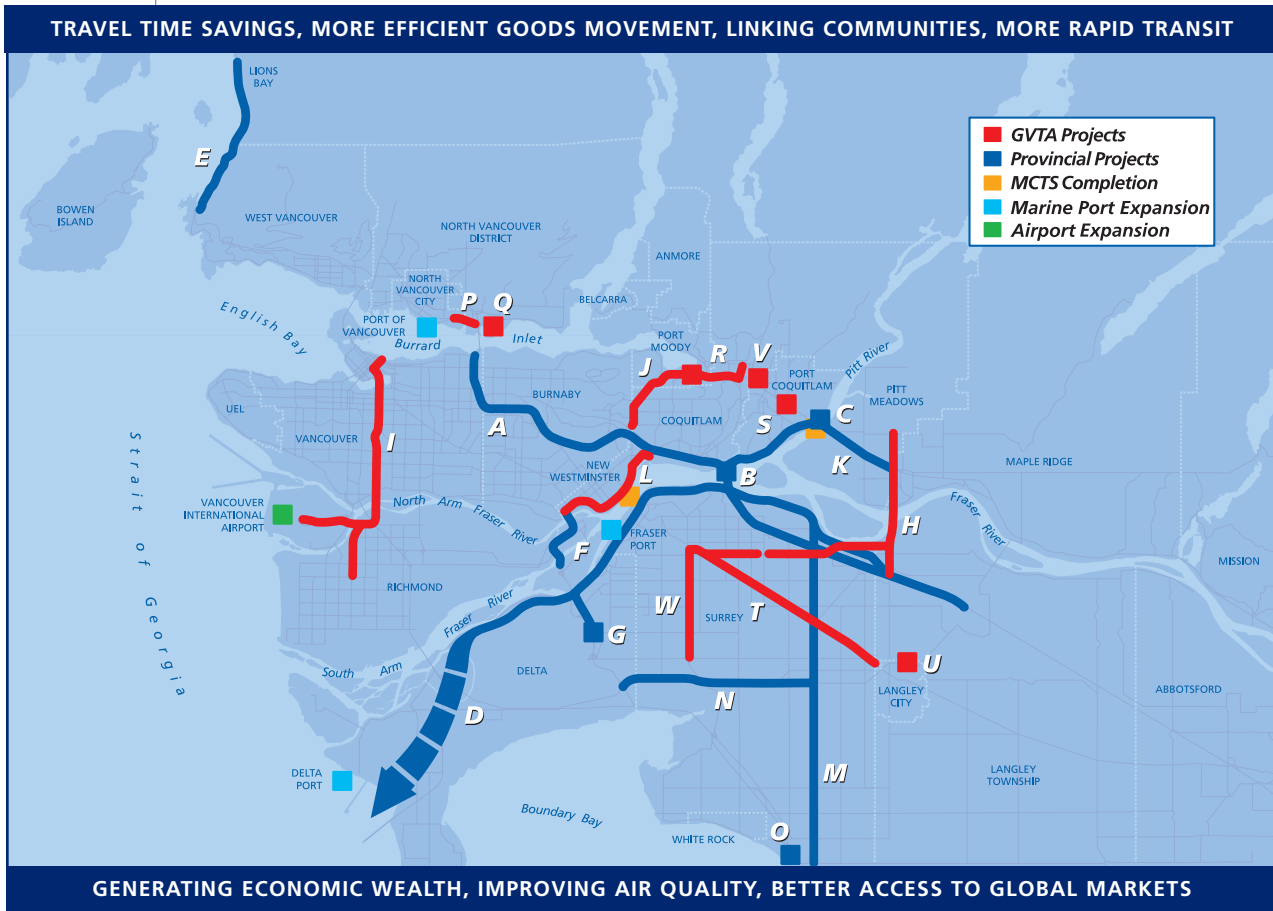 TRAVEL TIME SAVINGS, MORE EFFICIENT GOODS MOVEMENT, LINKING COMMUNITIES, MORE RAPID TRANSIT
LIONS
BAY
E
GVTA Projects
Provincial Projects
MCTS Completion
Marine Port Expansion
Airport Expansion
BOWEN
ISLAND
WEST VANCOUVER
NORTH VANCOUVER
DISTRICT
ANMORE
NORTH
VANCOUVER
CITY
P
Q
BELCARRA
English Bay
PORT OF
VANCOUVER
Burrard
Inlet
PORT
MOODY
J
R
V
PORT
COQUITLAM
Pitt River
PITT
MEADOWS
BURNABY
UEL
VANCOUVER
I
A
COQUITLAM
S
C
K
MAPLE RIDGE
NEW
WESTMINSTER
L
B
Strait of Georgia
VANCOUVER
INTERNATIONAL
AIRPORT
North Arm Fraser River
F
FRASER
PORT
H
Fraser River
MISSION
RICHMOND
Fraser River
W
SURREY
T
G
U
South Arm
DELTA
LANGLEY
CITY
ABBOTSFORD
N
D
DELTA
PORT
M
LANGLEY
TOWNSHIP
Boundary Bay
WHITE ROCK
O
GENERATING ECONOMIC WEALTH, IMPROVING AIR QUALITY, BETTER ACCESS TO GLOBAL MARKETS